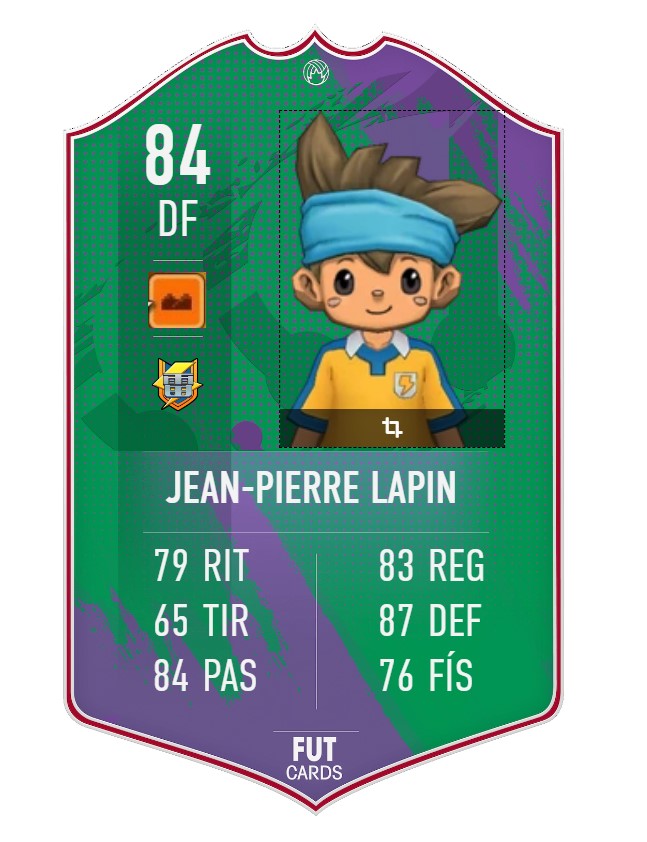 84
DF
JEAN-PIERRE LAPIN
79 RIT
65 TIR
84 PAS
83 REG
87 DEF
76 FÍS
FUT
CARDS